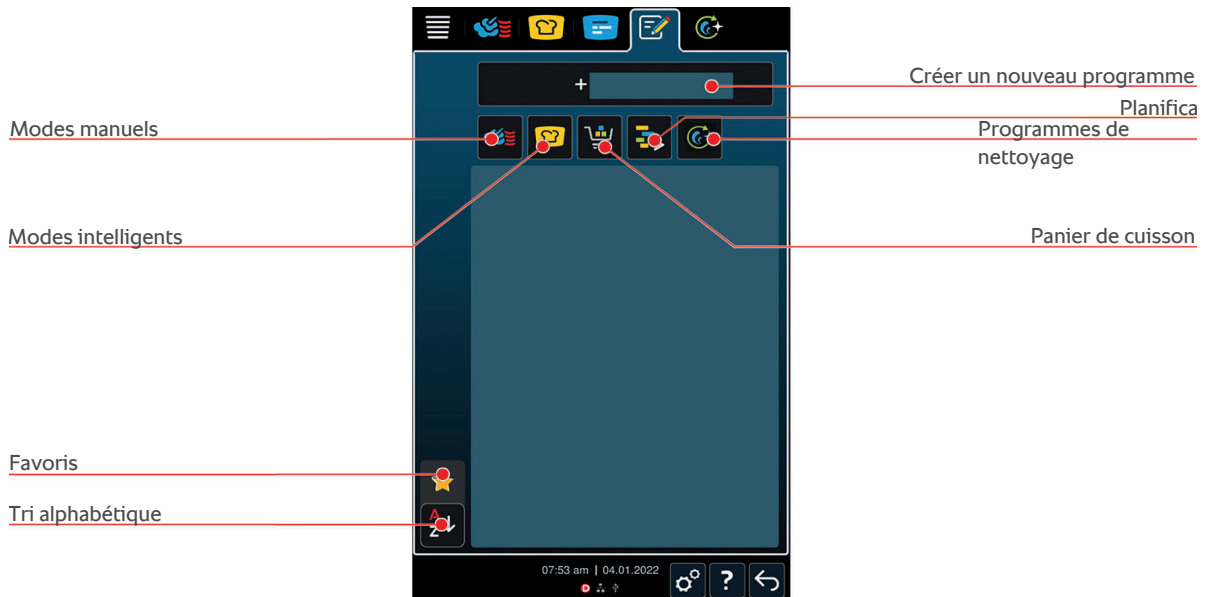 Créer un nouveau programme
Planifica
Modes manuels
Programmes de
nettoyage
Modes intelligents
Panier de cuisson
Favoris
Tri alphabétique
+
A
Z
07:53 am | 04.01.2022
D
?